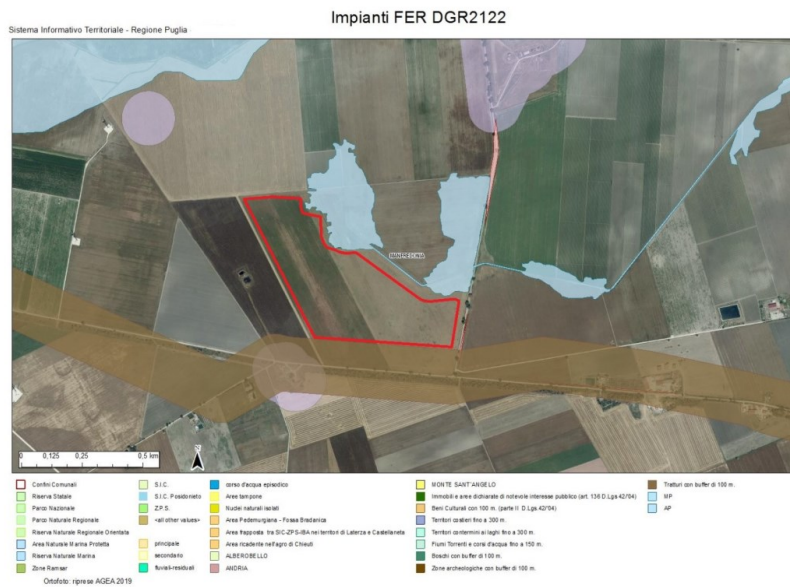 Impianti FER DGR2122
Sistema Informativo Territoriale - Regione Puglia
MANFREDONIA
0 0,125 0,25 0,5 km
Confini Comunali
Riserva Statale
Parco Nazionale
Parco Naturale Regionale
Riserva Naturale Regionale Orientata
Area Naturale Marina Protetta
Riserva Naturale Marina
Zone Ramsar
S.I.C.
S.I.C. Posidonieto
Z.P.S.
<all other values>
principale
secondario
fluviali-residuali
corso d'acqua episodico
Area tampone
Nuclei naturali isolati
Area Pedemurgiana - Fossa Bradanica
Area frapposta tra SIC-ZPS-IBA nei territori di Laterza e Castellaneta
Area ricadente nell'agro di Chieuti
ALBEROBELLO
ANDRIA
MONTE SANT'ANGELO
Immobili e aree dichiarate di notevole interesse pubblico (art. 136 D.Lgs.42/04)
Beni Culturali con 100 m. (parte II D.Lgs.42/04)
Territori costieri fino a 300 m.
Territori contermini ai laghi fino a 300 m.
Fiumi Torrenti e corsi d'acqua fino a 150 m.
Boschi con buffer di 100 m.
Zone archeologiche con buffer di 100 m.
Tratturi con buffer di 100 m.
MP
AP
Ortofoto: riprese AGEA 2019